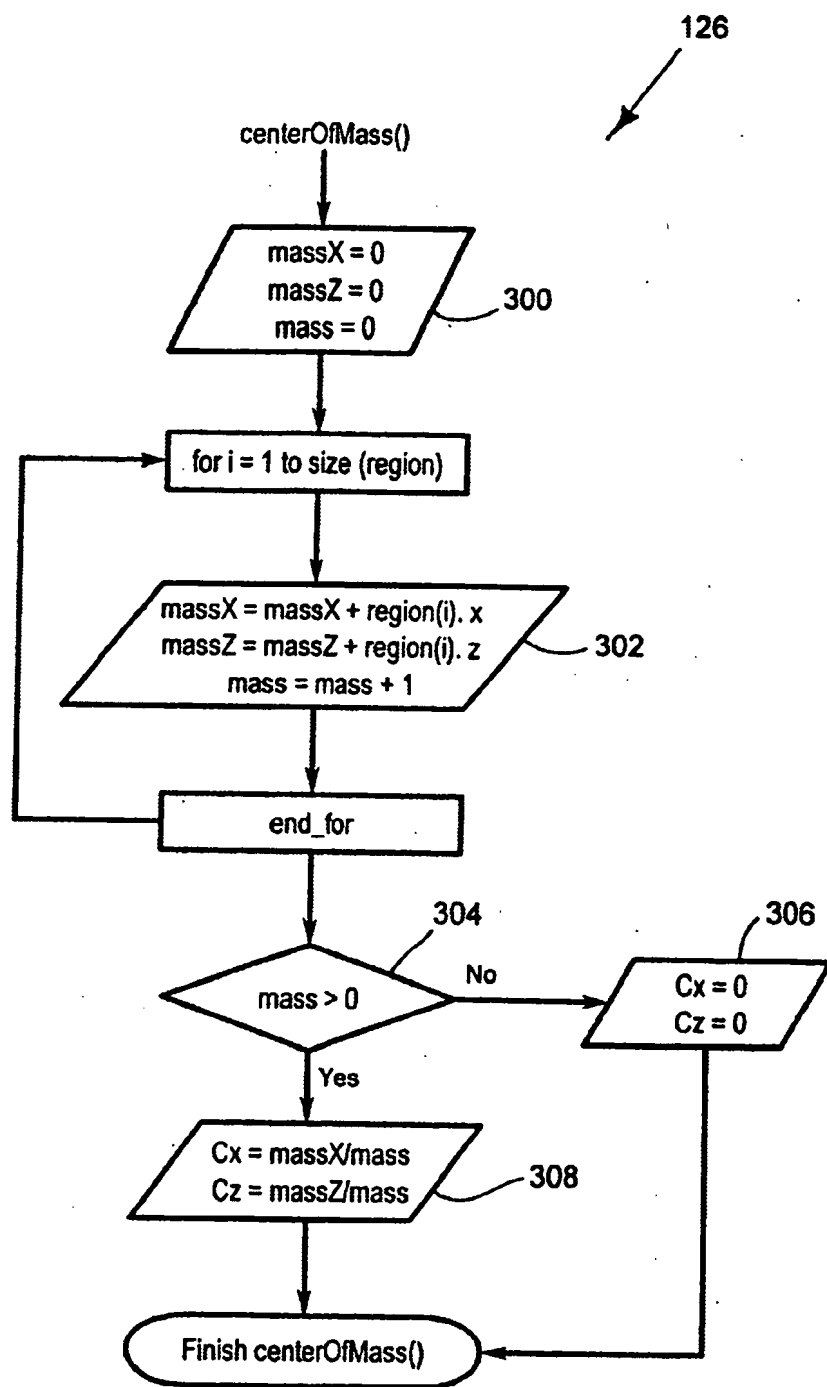 126
centerOfMass()
massX = 0
massZ = 0
mass = 0
300
for i = 1 to size (region)
massX = massX + region(i). x
massZ = massZ + region(i). z
mass = mass + 1
302
end_for
304
306
mass > 0
No
Cx = 0
Cz = 0
Yes
Cx = massX/mass
Cz = massZ/mass
308
Finish centerOfMass()